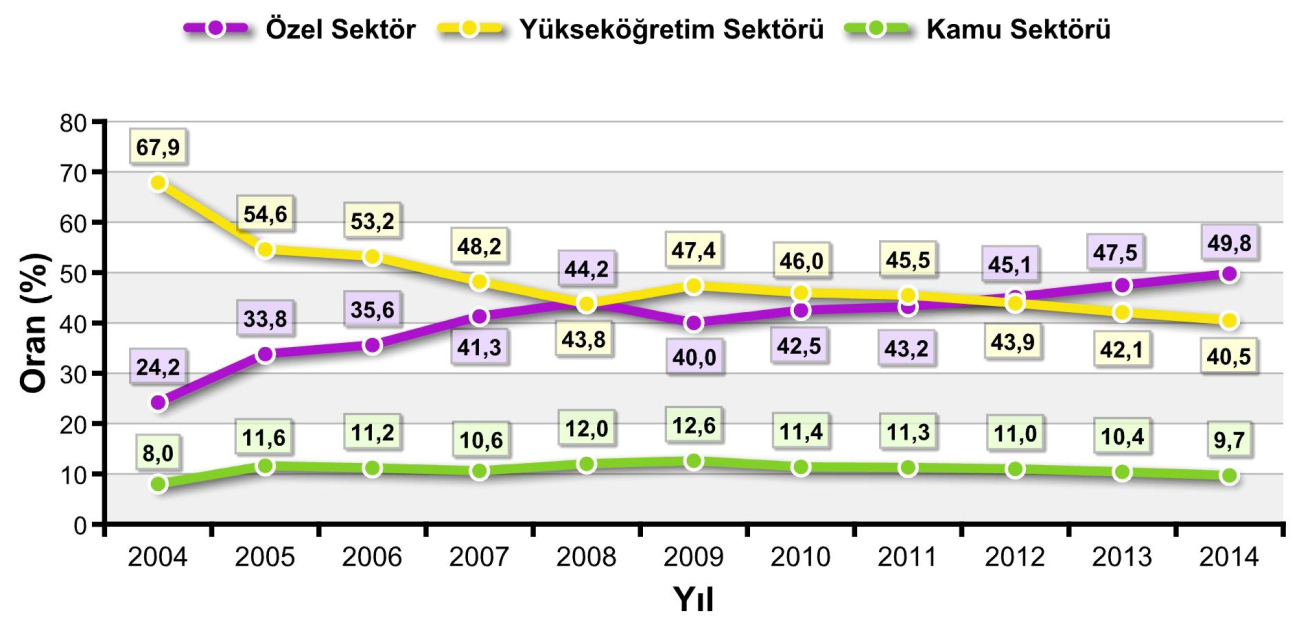 Özel Sektör Yükseköğretim Sektörü Kamu Sektörü
80
70
60
50
40
30
20
10
0
Oran (%)
67,9 54,6 53,2 48,2 43,8 47,4 46,0 45,5 43,9 42,1 40,5
24,2 33,8 35,6 41,3 44,2 40,0 42,5 43,2 45,1 47,5 49,8
8,0 11,6 11,2 10,6 12,0 12,6 11,4 11,3 11,0 10,4 9,7
2004 2005 2006 2007 2008 2009 2010 2011 2012 2013 2014
Yıl